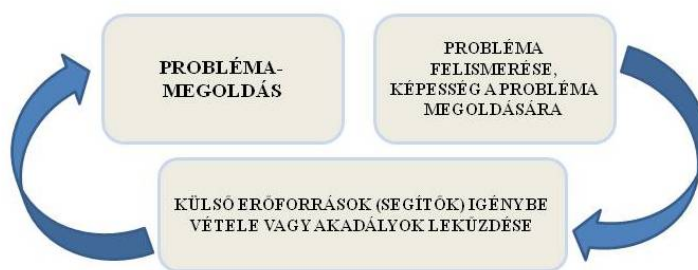 PROBLÉMA-
MEGOLDÁS
PROBLÉMA
FELISMERÉSE,
KÉPESSÉG A PROBLÉMA
MEGOLDÁSÁRA
KÜLSŐ ERŐFORRÁSOK (SEGÍTŐK) IGÉNYBE
VÉTELE VAGY AKADÁLYOK LEKÜZDÉSE